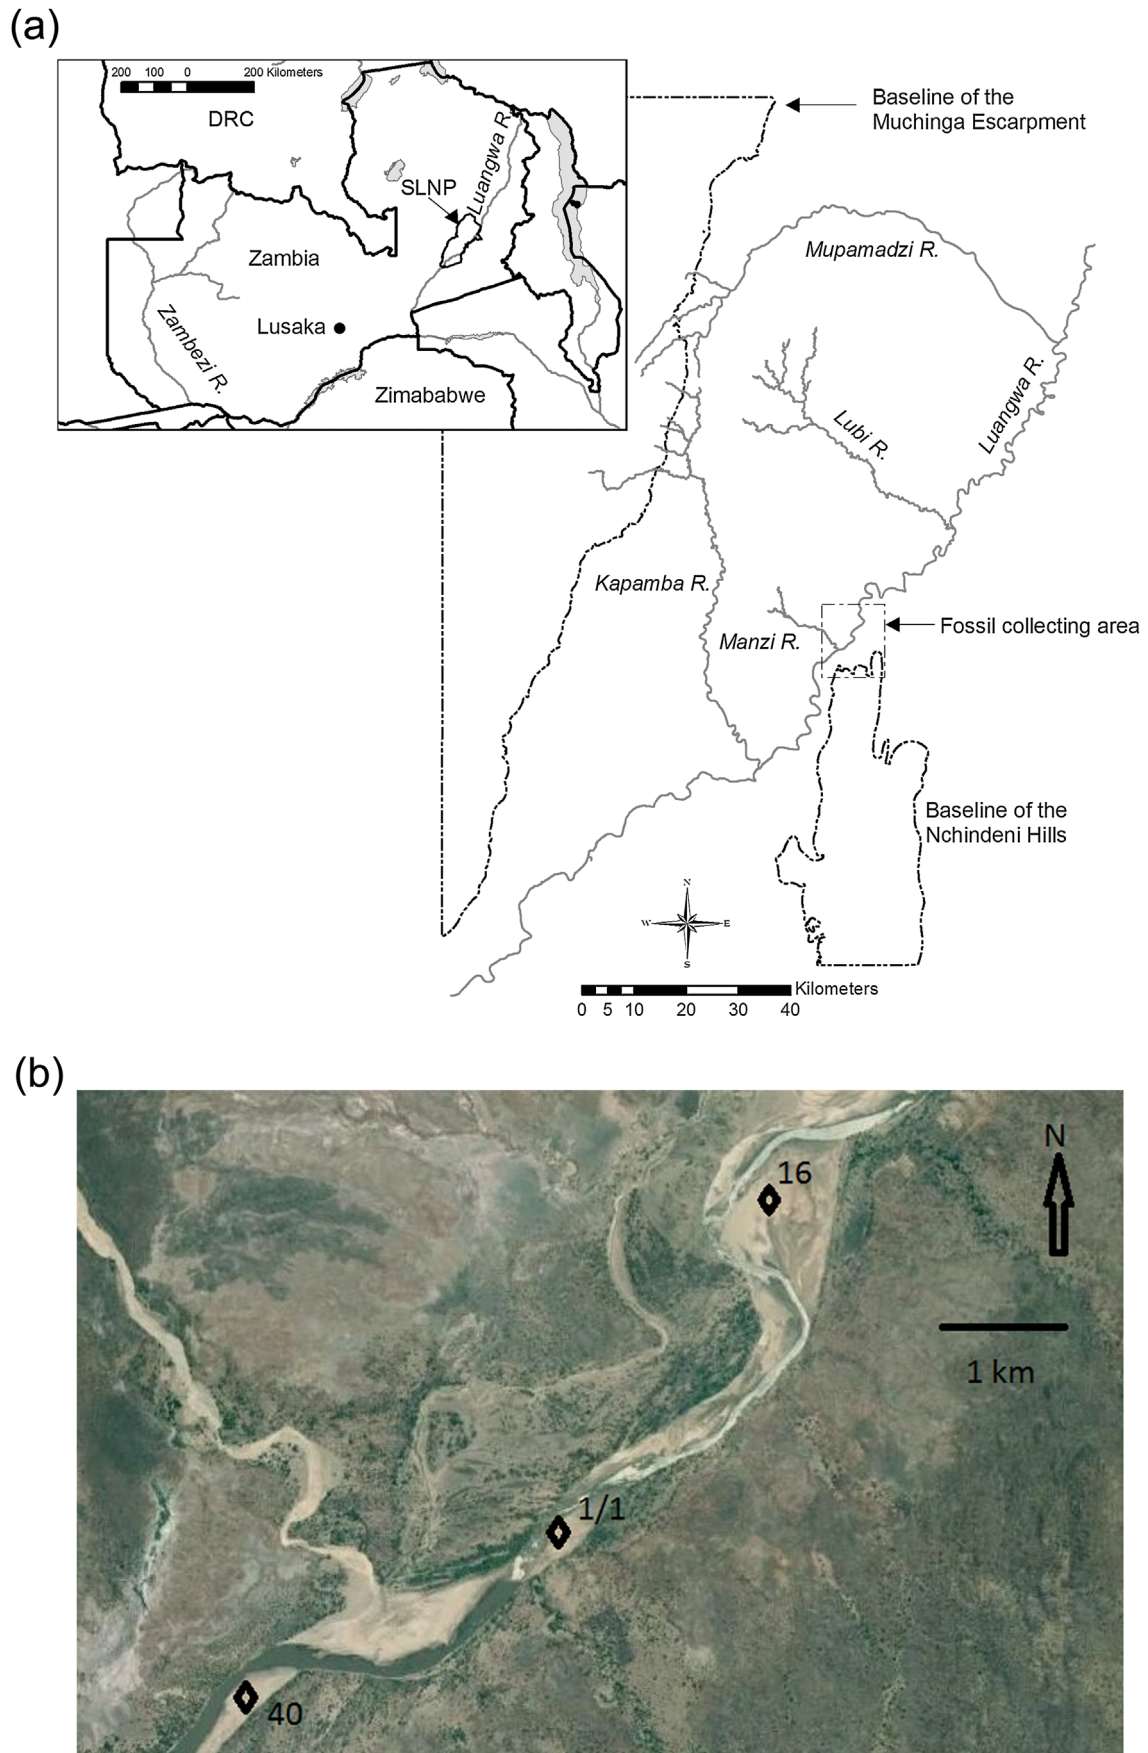 (a)
200 100 0 200 Kilometers
DRC
Luangwa R.
SLNP
Zambia
Lusaka
Zambezi R.
Zimababwe
Baseline of the
Muchinga Escarpment
Mupamadzi R.
Luangwa R.
Lubi R.
Kapamba R.
Manzi R.
Fossil collecting area
Baseline of the
Nchindeni Hills
N
W E
S
Kilometers
0 5 10 20 30 40
(b)
N
16
1 km
1/1
40